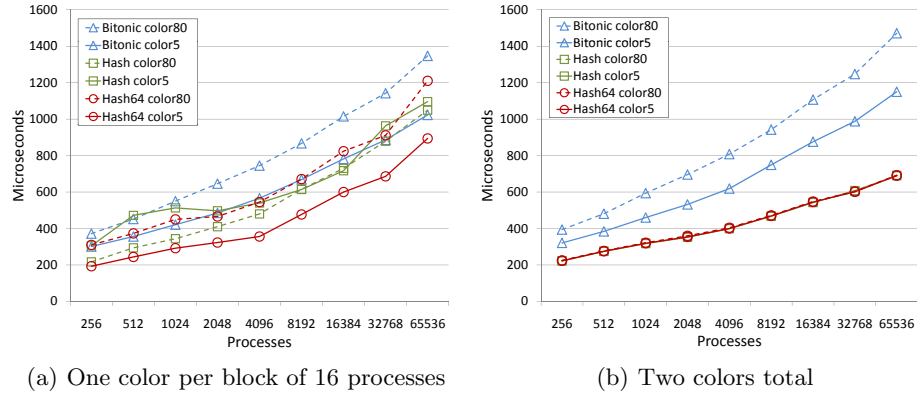 1600
1400
1200
1000
800
600
400
200
0
Microseconds
Bitonic color80
Bitonic color5
Hash color80
Hash color5
Hash64 color80
Hash64 color5
256 512 1024 2048 4096 8192 16384 32768 65536
Processes
(a) One color per block of 16 processes
1600
1400
1200
1000
800
600
400
200
0
Microseconds
Bitonic color80
Bitonic color5
Hash color80
Hash color5
Hash64 color80
Hash64 color5
256 512 1024 2048 4096 8192 16384 32768 65536
Processes
(b) Two colors total